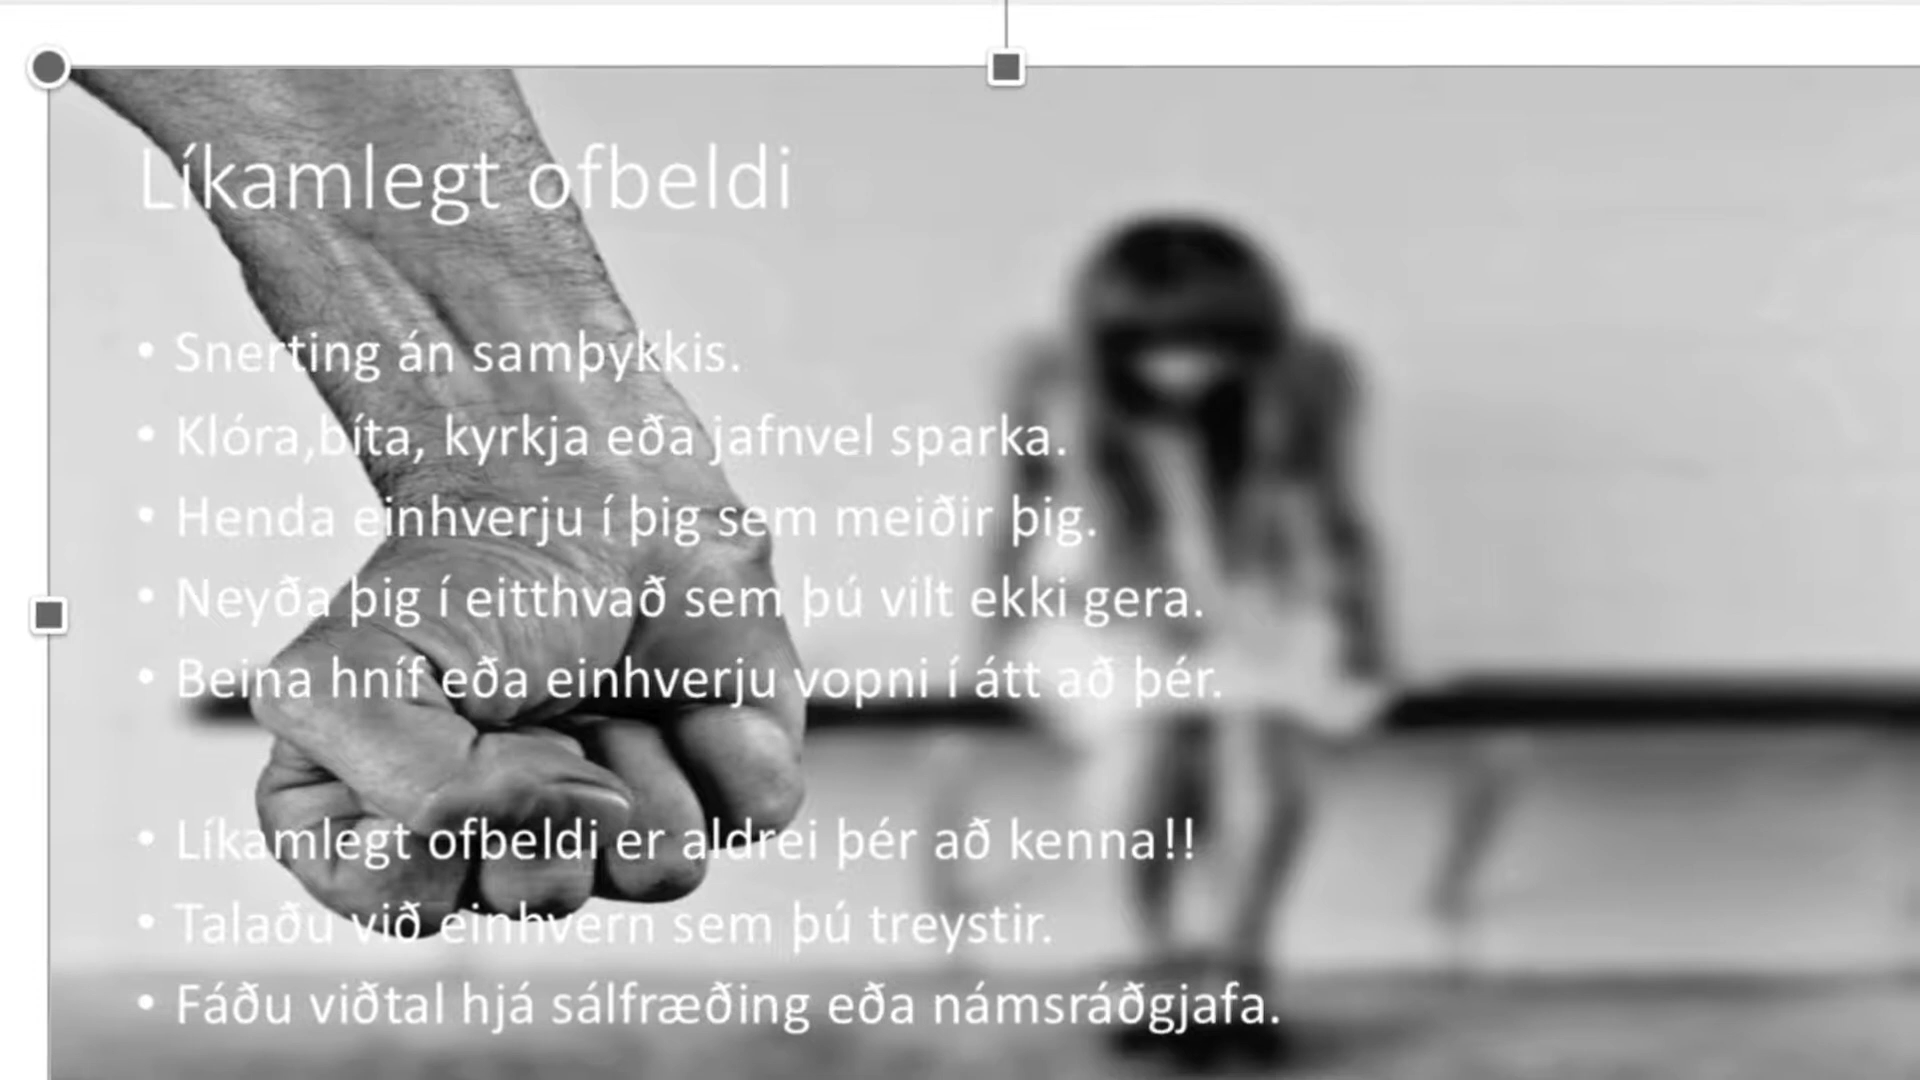 Líkamlegt ofbeldi
• Snerting án samþykkis.
• Klóra,bíta, kyrkja eða jafnvel sparka.
• Henda einhverju í þig sem meiðir þig.
• Neyða þig í eitthvað sem þú vilt ekki gera.
• Beina hníf eða einhverju vopni í átt að þér.
• Líkamlegt ofbeldi er aldrei þér að kenna!!
• Talaðu við einhvern sem þú treystir.
• Fáðu viðtal hjá sálfræðing eða námsráðgjafa.